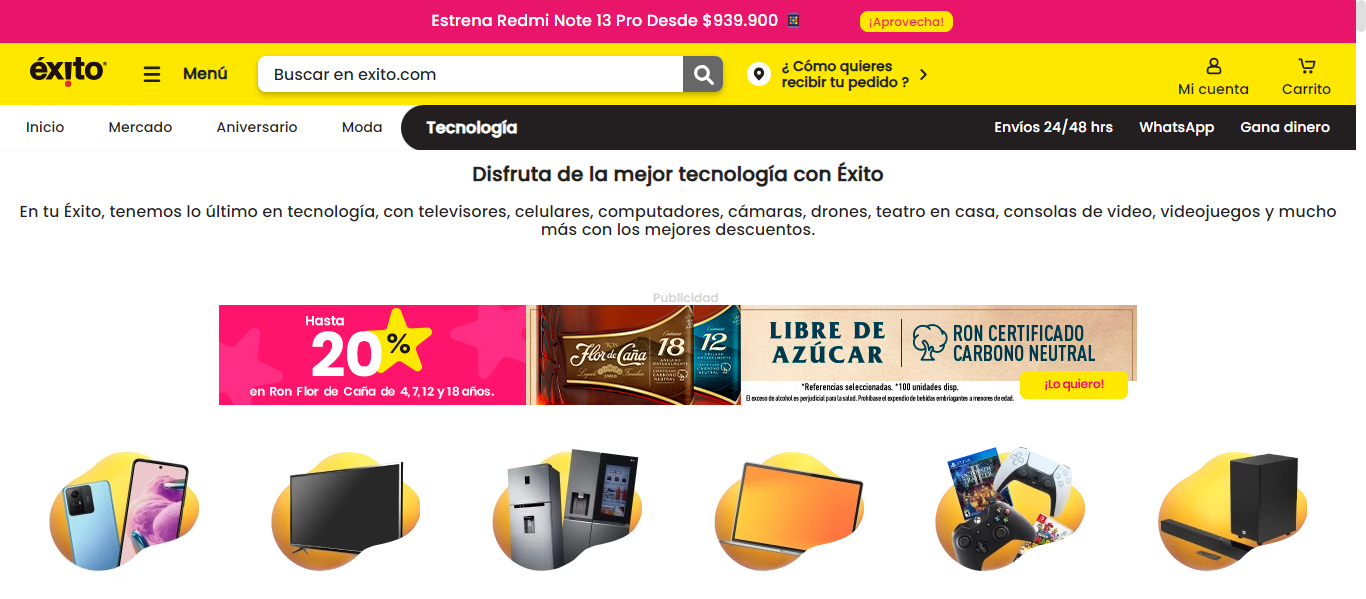 Estrena Redmi Note 13 Pro Desde $939.900
¡Aprovecha!
éxito
Menú
Buscar en exito.com
¿ Cómo quieres
recibir tu pedido ?
Mi cuenta
Carrito
Inicio
Mercado
Aniversario
Moda
Tecnología
Envíos 24/48 hrs
WhatsApp
Gana dinero
Disfruta de la mejor tecnología con Éxito
En tu Éxito, tenemos lo último en tecnología, con televisores, celulares, computadores, cámaras, drones, teatro en casa, consolas de video, videojuegos y mucho
más con los mejores descuentos.
Publicidad
Hasta
20%
en Ron Flor de Caña de 4, 7, 12 y 18 años.
RON
Flor de Caña
18
12
LIBRE DE
AZÚCAR
RON CERTIFICADO
CARBONO NEUTRAL
*Referencias seleccionadas. *100 unidades disp.
El exceso de alcohol es perjudicial para la salud. Prohíbase el expendio de bebidas embriagantes a menores de edad.
¡Lo quiero!